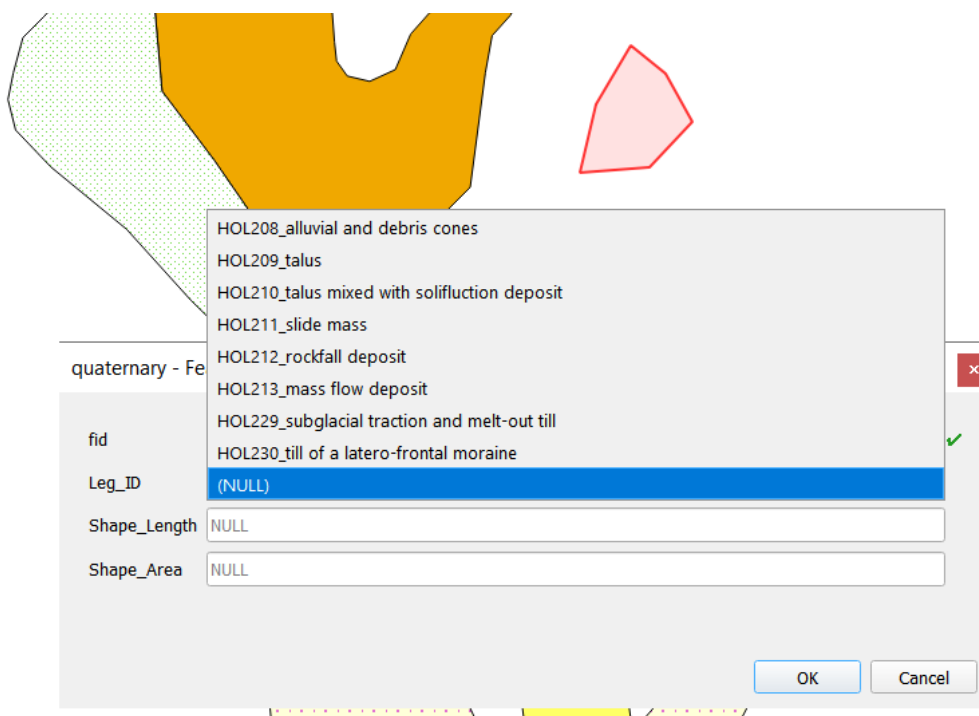 HOL208_alluvial and debris cones
HOL209_talus
HOL210_talus mixed with solifluction deposit
HOL211_slide mass
HOL212_rockfall deposit
quaternary - Fe
HOL213_mass flow deposit
HOL229_subglacial traction and melt-out till
fid
HOL230_till of a latero-frontal moraine
Leg_ID
(NULL)
Shape_Length NULL
Shape_Area NULL
OK Cancel